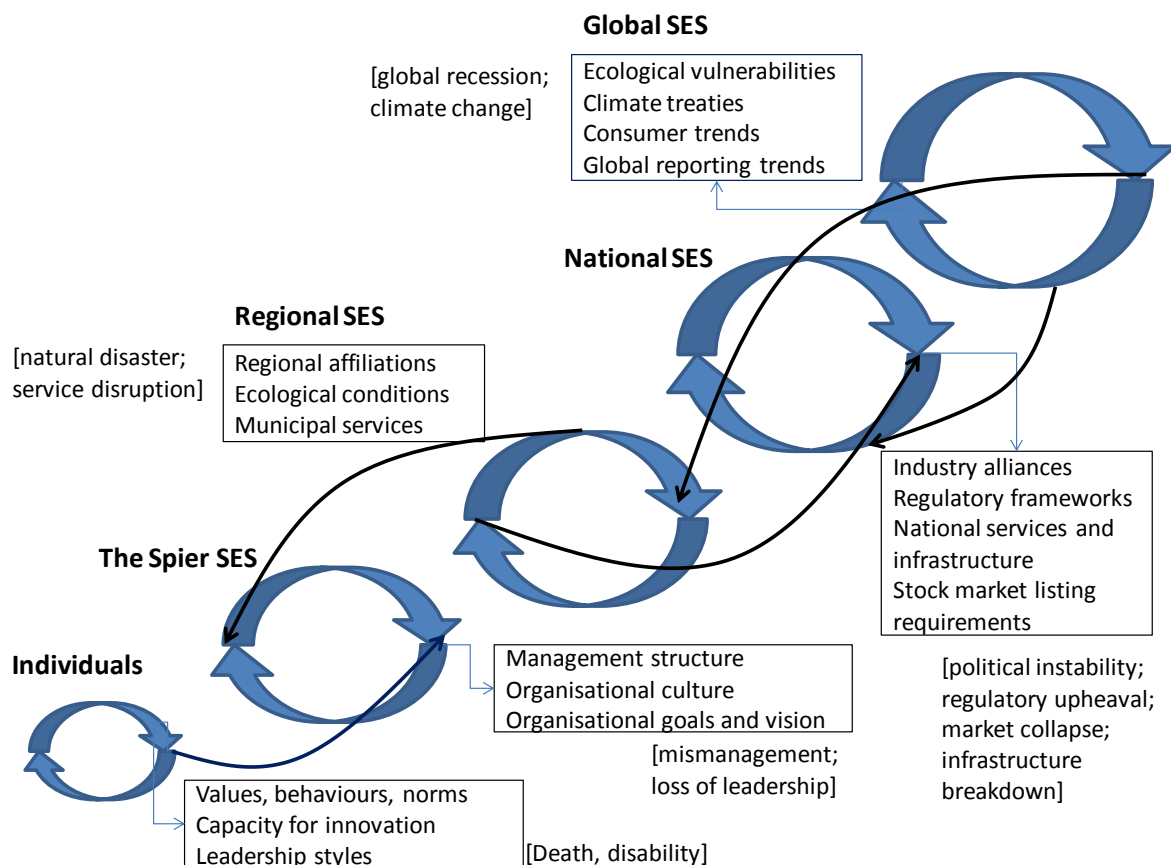 Global SES
[global recession;
climate change]
Ecological vulnerabilities
Climate treaties
Consumer trends
Global reporting trends
National SES
Regional SES
[natural disaster;
service disruption]
Regional affiliations
Ecological conditions
Municipal services
Industry alliances
Regulatory frameworks
National services and
infrastructure
Stock market listing
requirements
[political instability;
regulatory upheaval;
market collapse;
infrastructure
breakdown]
The Spier SES
Management structure
Organisational culture
Organisational goals and vision
[mismanagement;
loss of leadership]
Individuals
Values, behaviours, norms
Capacity for innovation
Leadership styles
[Death, disability]